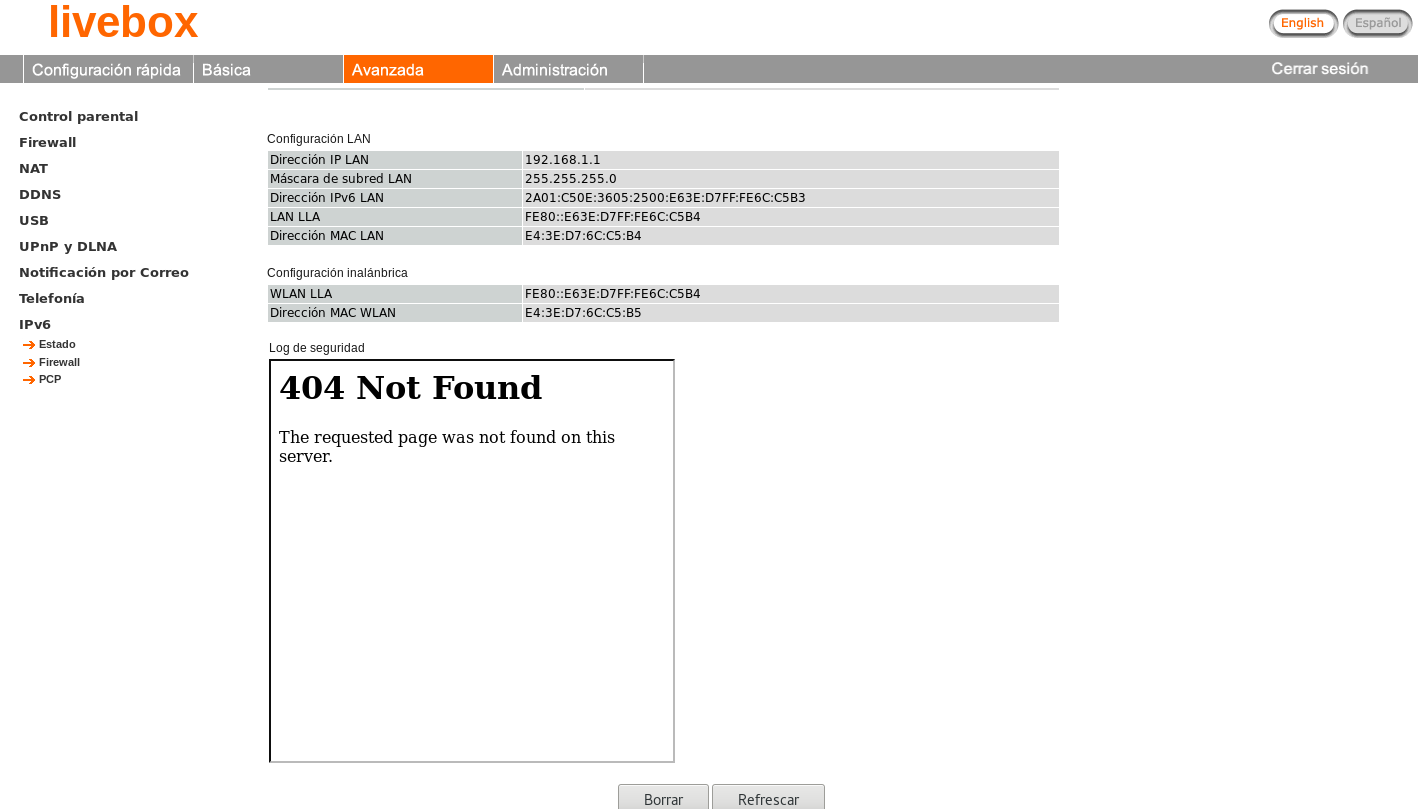 livebox
English Español
Configuración rápida Básica Avanzada Administración Cerrar sesión
Control parental
Firewall
NAT
DDNS
USB
UPnP y DLNA
Notificación por Correo
Telefonía
IPv6
Estado
Firewall
PCP
Configuración LAN
Dirección IP LAN 192.168.1.1
Máscara de subred LAN 255.255.255.0
Dirección IPv6 LAN 2A01:C50E:3605:2500:E63E:D7FF:FE6C:C5B3
LAN LLA FE80::E63E:D7FF:FE6C:C5B4
Dirección MAC LAN E4:3E:D7:6C:C5:B4
Configuración inalánbrica
WLAN LLA FE80::E63E:D7FF:FE6C:C5B4
Dirección MAC WLAN E4:3E:D7:6C:C5:B5
Log de seguridad
404 Not Found
The requested page was not found on this
server.
Borrar Refrescar